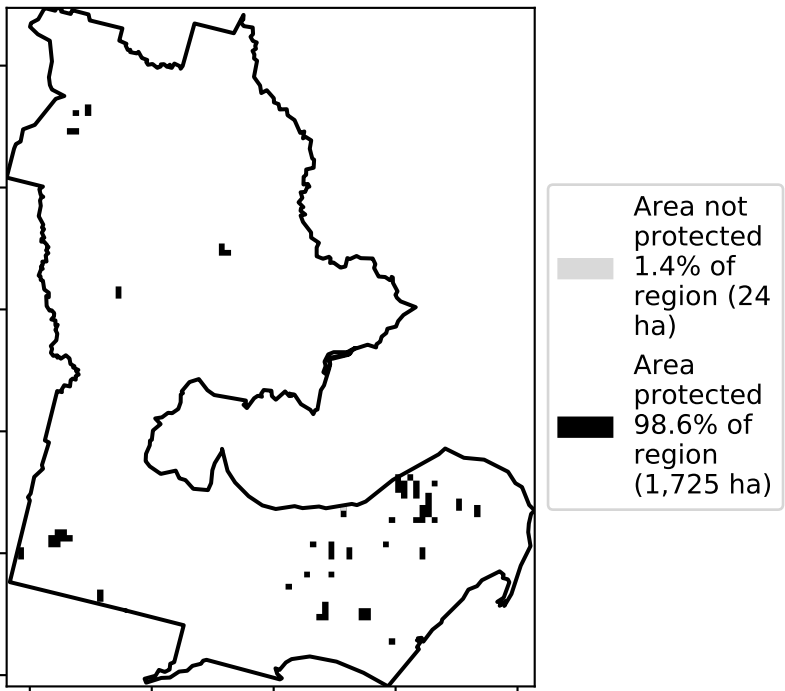 Area not
protected
1.4% of
region (24
ha)
Area
protected
98.6% of
region
(1,725 ha)